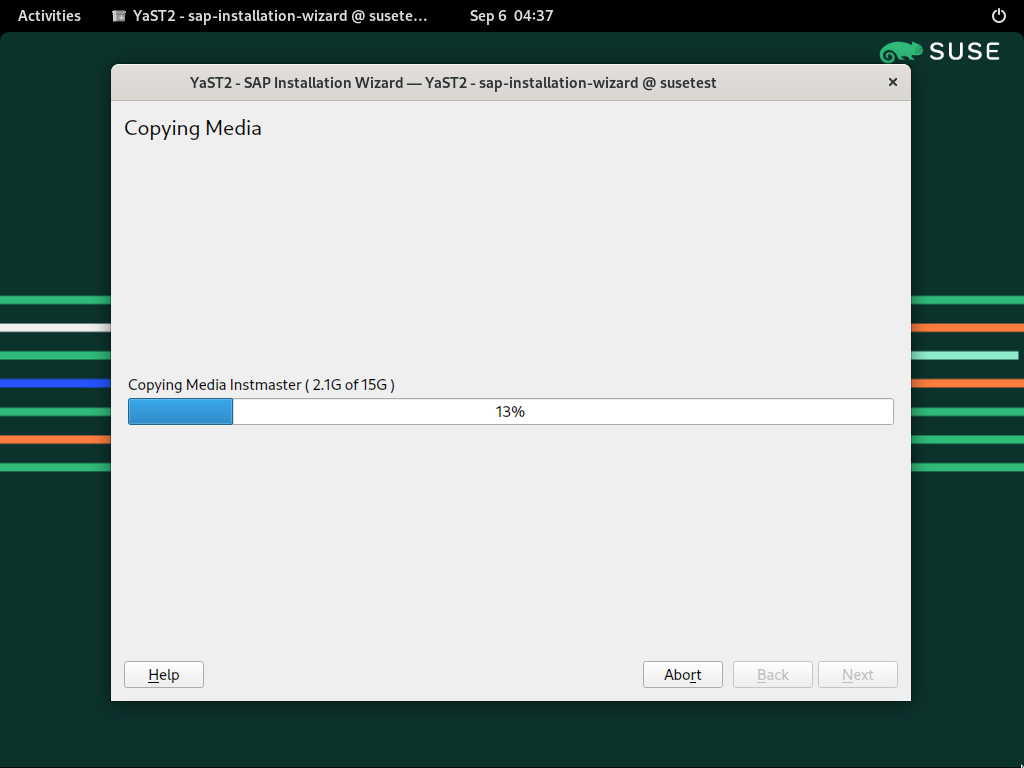 Activities YaST2 - sap-installation-wizard @ susete… Sep 6 04:37
SUSE
YaST2 - SAP Installation Wizard — YaST2 - sap-installation-wizard @ susetest
Copying Media
Copying Media Instmaster ( 2.1G of 15G )
13%
Help Abort Back Next